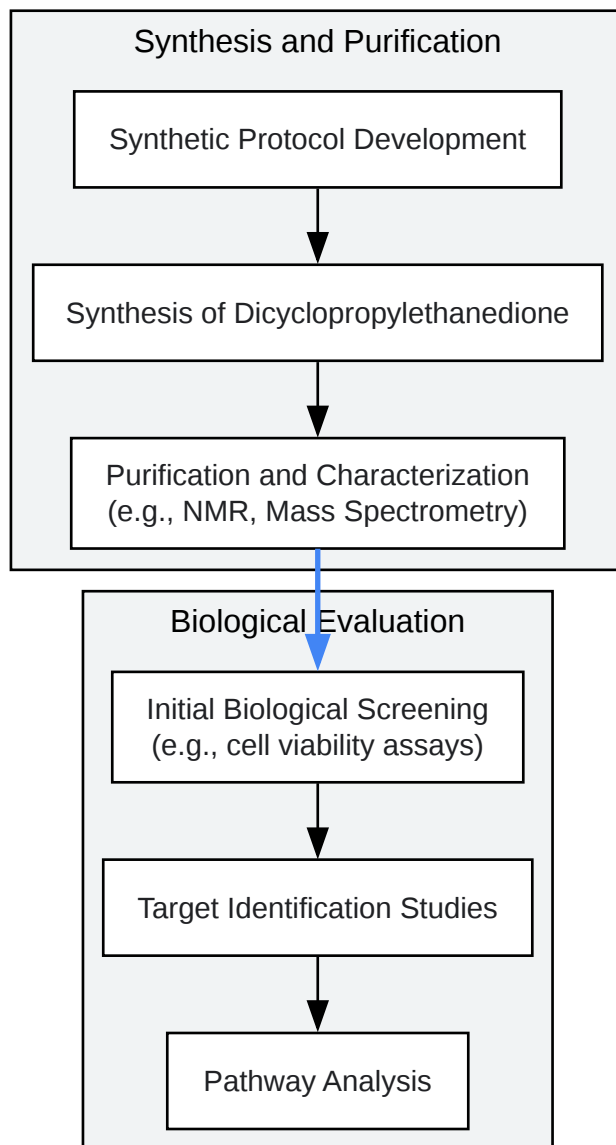 Synthesis and Purification
Synthetic Protocol Development
Synthesis of Dicyclopropylethanedione
Purification and Characterization
(e.g., NMR, Mass Spectrometry)
Biological Evaluation
Initial Biological Screening
(e.g., cell viability assays)
Target Identification Studies
Pathway Analysis